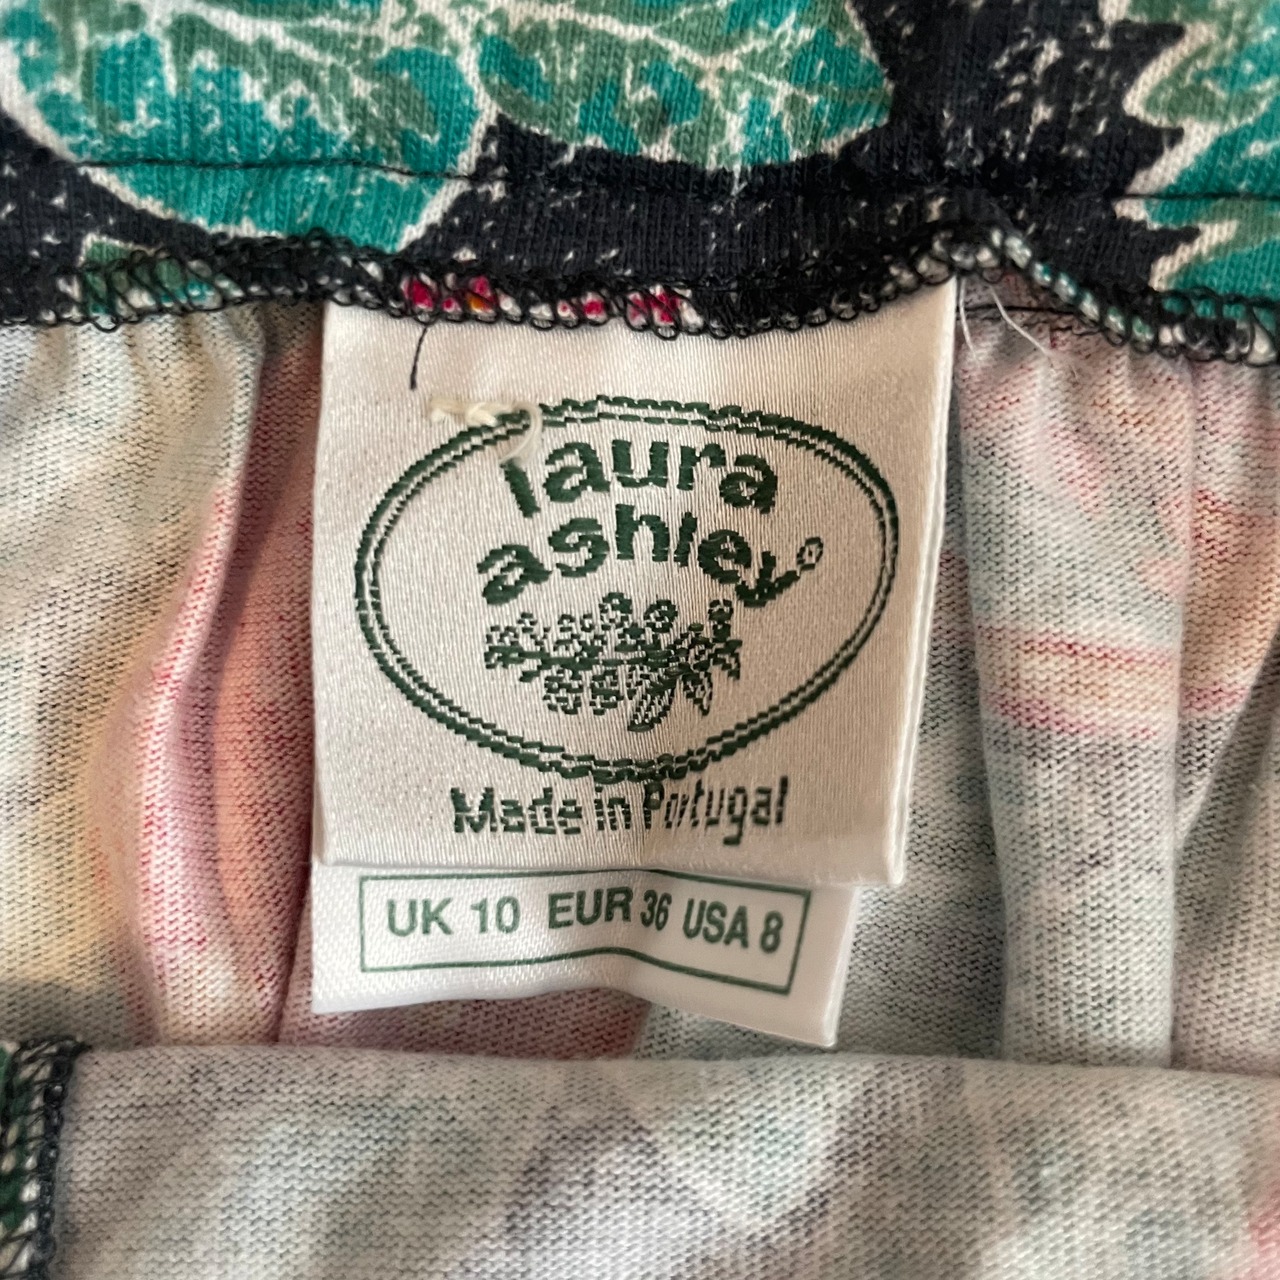 laura
ashley
Made in Portugal
UK 10 EUR 36 USA 8